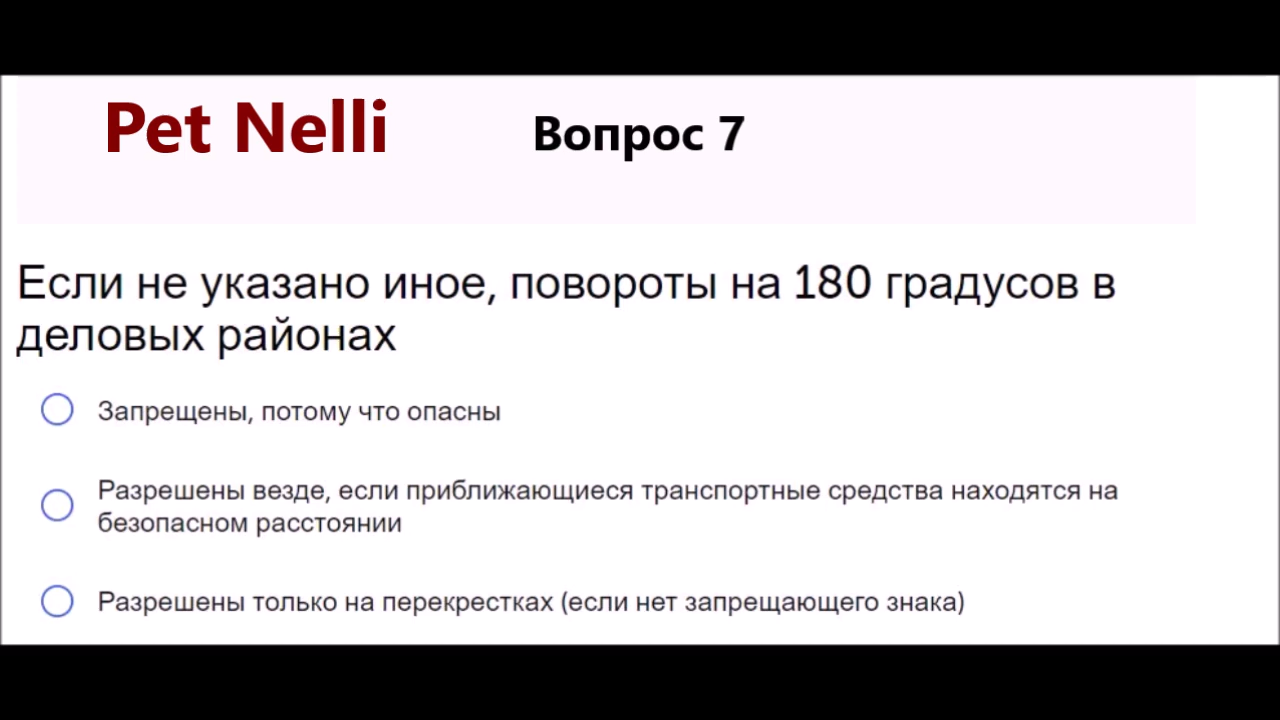 Pet Nelli
Вопрос 7
Если не указано иное, повороты на 180 градусов в
деловых районах
Запрещены, потому что опасны
Разрешены везде, если приближающиеся транспортные средства находятся на
безопасном расстоянии
Разрешены только на перекрестках (если нет запрещающего знака)